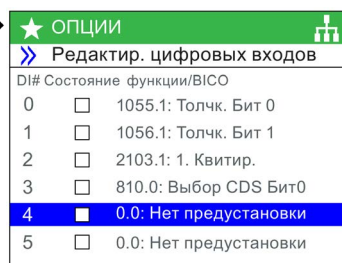 ОПЦИИ
Редактир. цифровых входов
DI# Состояние функции/BICO
0 1055.1: Толчк. Бит 0
1 1056.1: Толчк. Бит 1
2 2103.1: 1. Квитир.
3 810.0: Выбор CDS Бит0
4 0.0: Нет предустановки
5 0.0: Нет предустановки